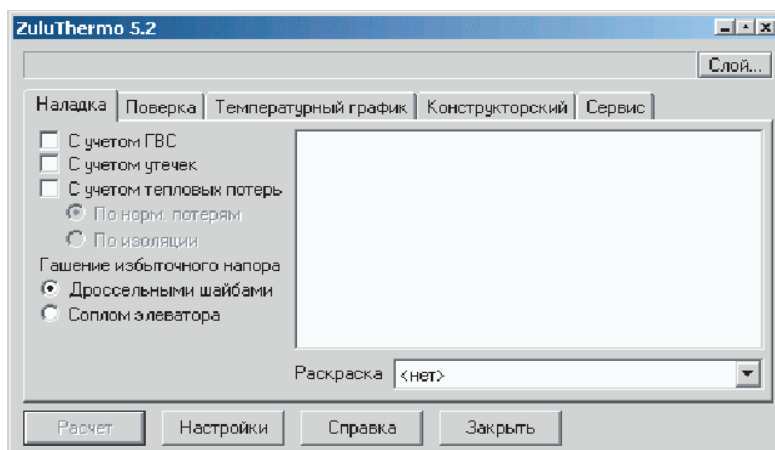 ZuluThermo 5.2
Слой...
Наладка Поверка Температурный график Конструкторский Сервис
С учетом ГВС
С учетом утечек
С учетом тепловых потерь
По норм. потерям
По изоляции
Гашение избыточного напора
Дроссельными шайбами
Соплом элеватора
Раскраска <нет>
Расчет Настройки Справка Закрыть